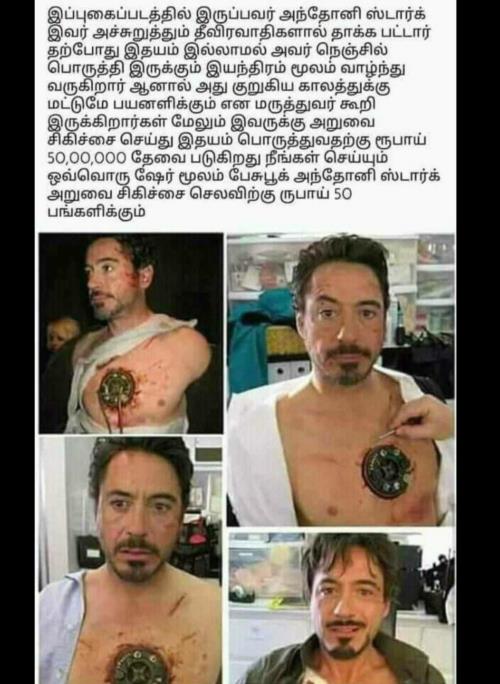 இப்புகைப்படத்தில் இருப்பவர் அந்தோனி ஸ்டார்க்
இவர் அச்சுறுத்தும் தீவிரவாதிகளால் தாக்க பட்டார்
தற்போது இதயம் இல்லாமல் அவர் நெஞ்சில்
பொருத்தி இருக்கும் இயந்திரம் மூலம் வாழ்ந்து
வருகிறார் ஆனால் அது குறுகிய காலத்துக்கு
மட்டுமே பயனளிக்கும் என மருத்துவர் கூறி
இருக்கிறார்கள் மேலும் இவருக்கு அறுவை
சிகிச்சை செய்து இதயம் பொருத்துவதற்கு ரூபாய்
50,00,000 தேவை படுகிறது நீங்கள் செய்யும்
ஒவ்வொரு ஷேர் மூலம் பேசுபூக் அந்தோனி ஸ்டார்க்
அறுவை சிகிச்சை செலவிற்கு ருபாய் 50
பங்களிக்கும்